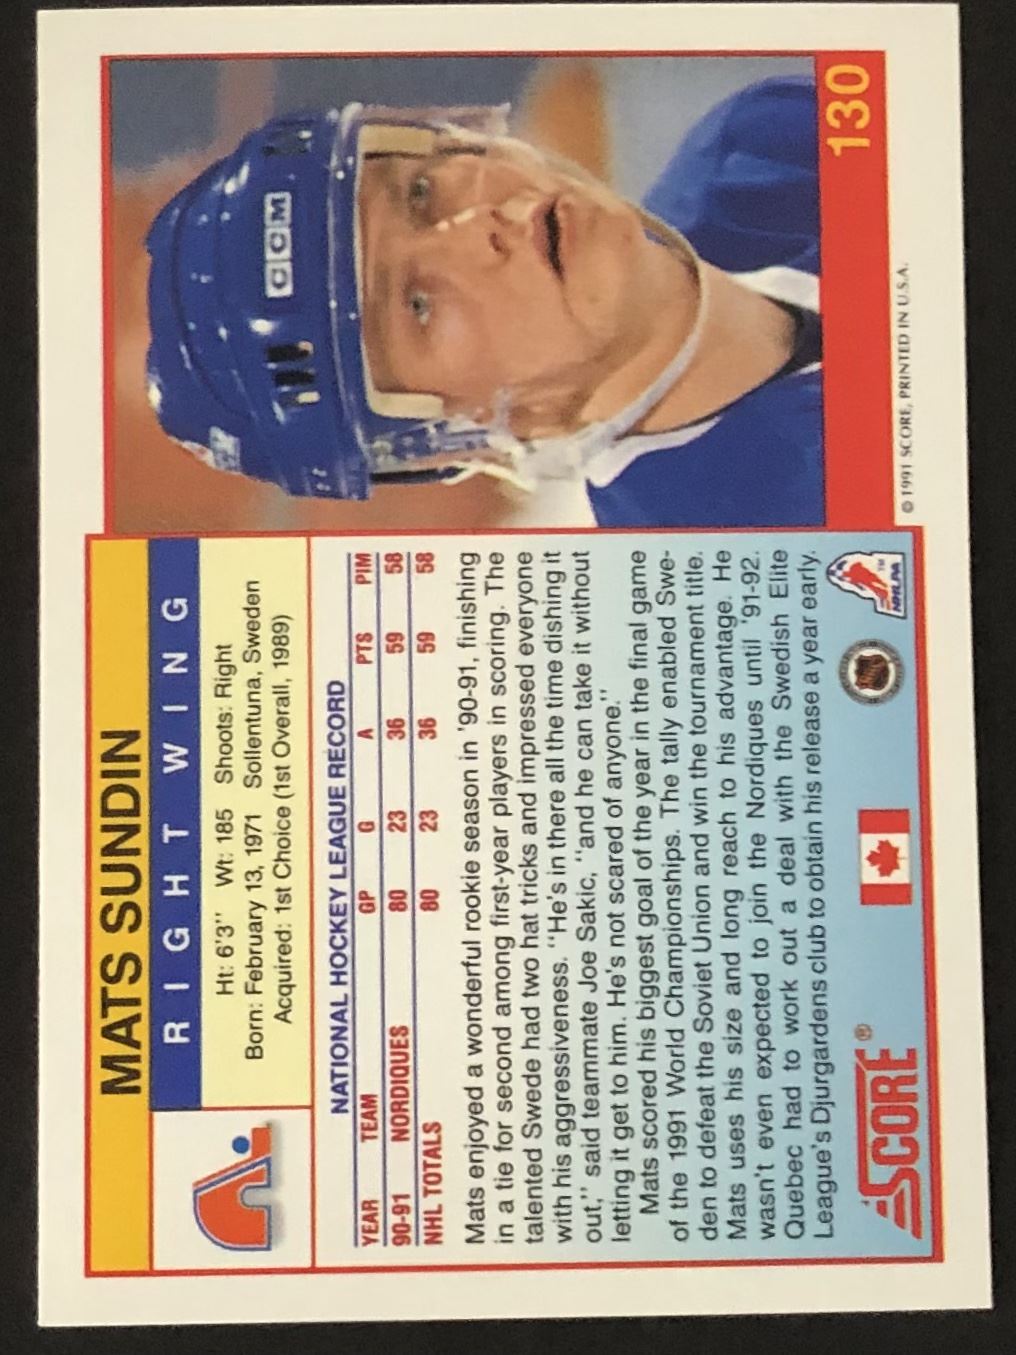 MATS SUNDIN
RIGHT WING
Ht: 6'3" Wt: 185 Shoots: Right
Born: February 13, 1971 Sollentuna, Sweden
Acquired: 1st Choice (1st Overall, 1989)
NATIONAL HOCKEY LEAGUE RECORD
YEAR TEAM GP G A PTS PIM
90-91 NORDIQUES 80 23 36 59 58
NHL TOTALS 80 23 36 59 58
Mats enjoyed a wonderful rookie season in '90-91, finishing
in a tie for second among first-year players in scoring. The
talented Swede had two hat tricks and impressed everyone
with his aggressiveness. "He's in there all the time dishing it
out," said teammate Joe Sakic, "and he can take it without
letting it get to him. He's not scared of anyone."
Mats scored his biggest goal of the year in the final game
of the 1991 World Championships. The tally enabled Swe-
den to defeat the Soviet Union and win the tournament title.
Mats uses his size and long reach to his advantage. He
wasn't even expected to join the Nordiques until '91-92.
Quebec had to work out a deal with the Swedish Elite
League's Djurgardens club to obtain his release a year early.
SCORE®
NHL
NHLPA
TM
CCM
130
© 1991 SCORE, PRINTED IN U.S.A.